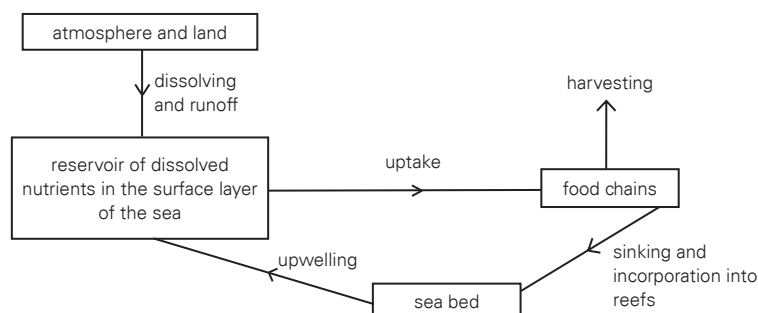 atmosphere and land
dissolving
and runoff
harvesting
reservoir of dissolved
nutrients in the surface layer
of the sea
uptake
food chains
upwelling
sinking and
incorporation into
reefs
sea bed